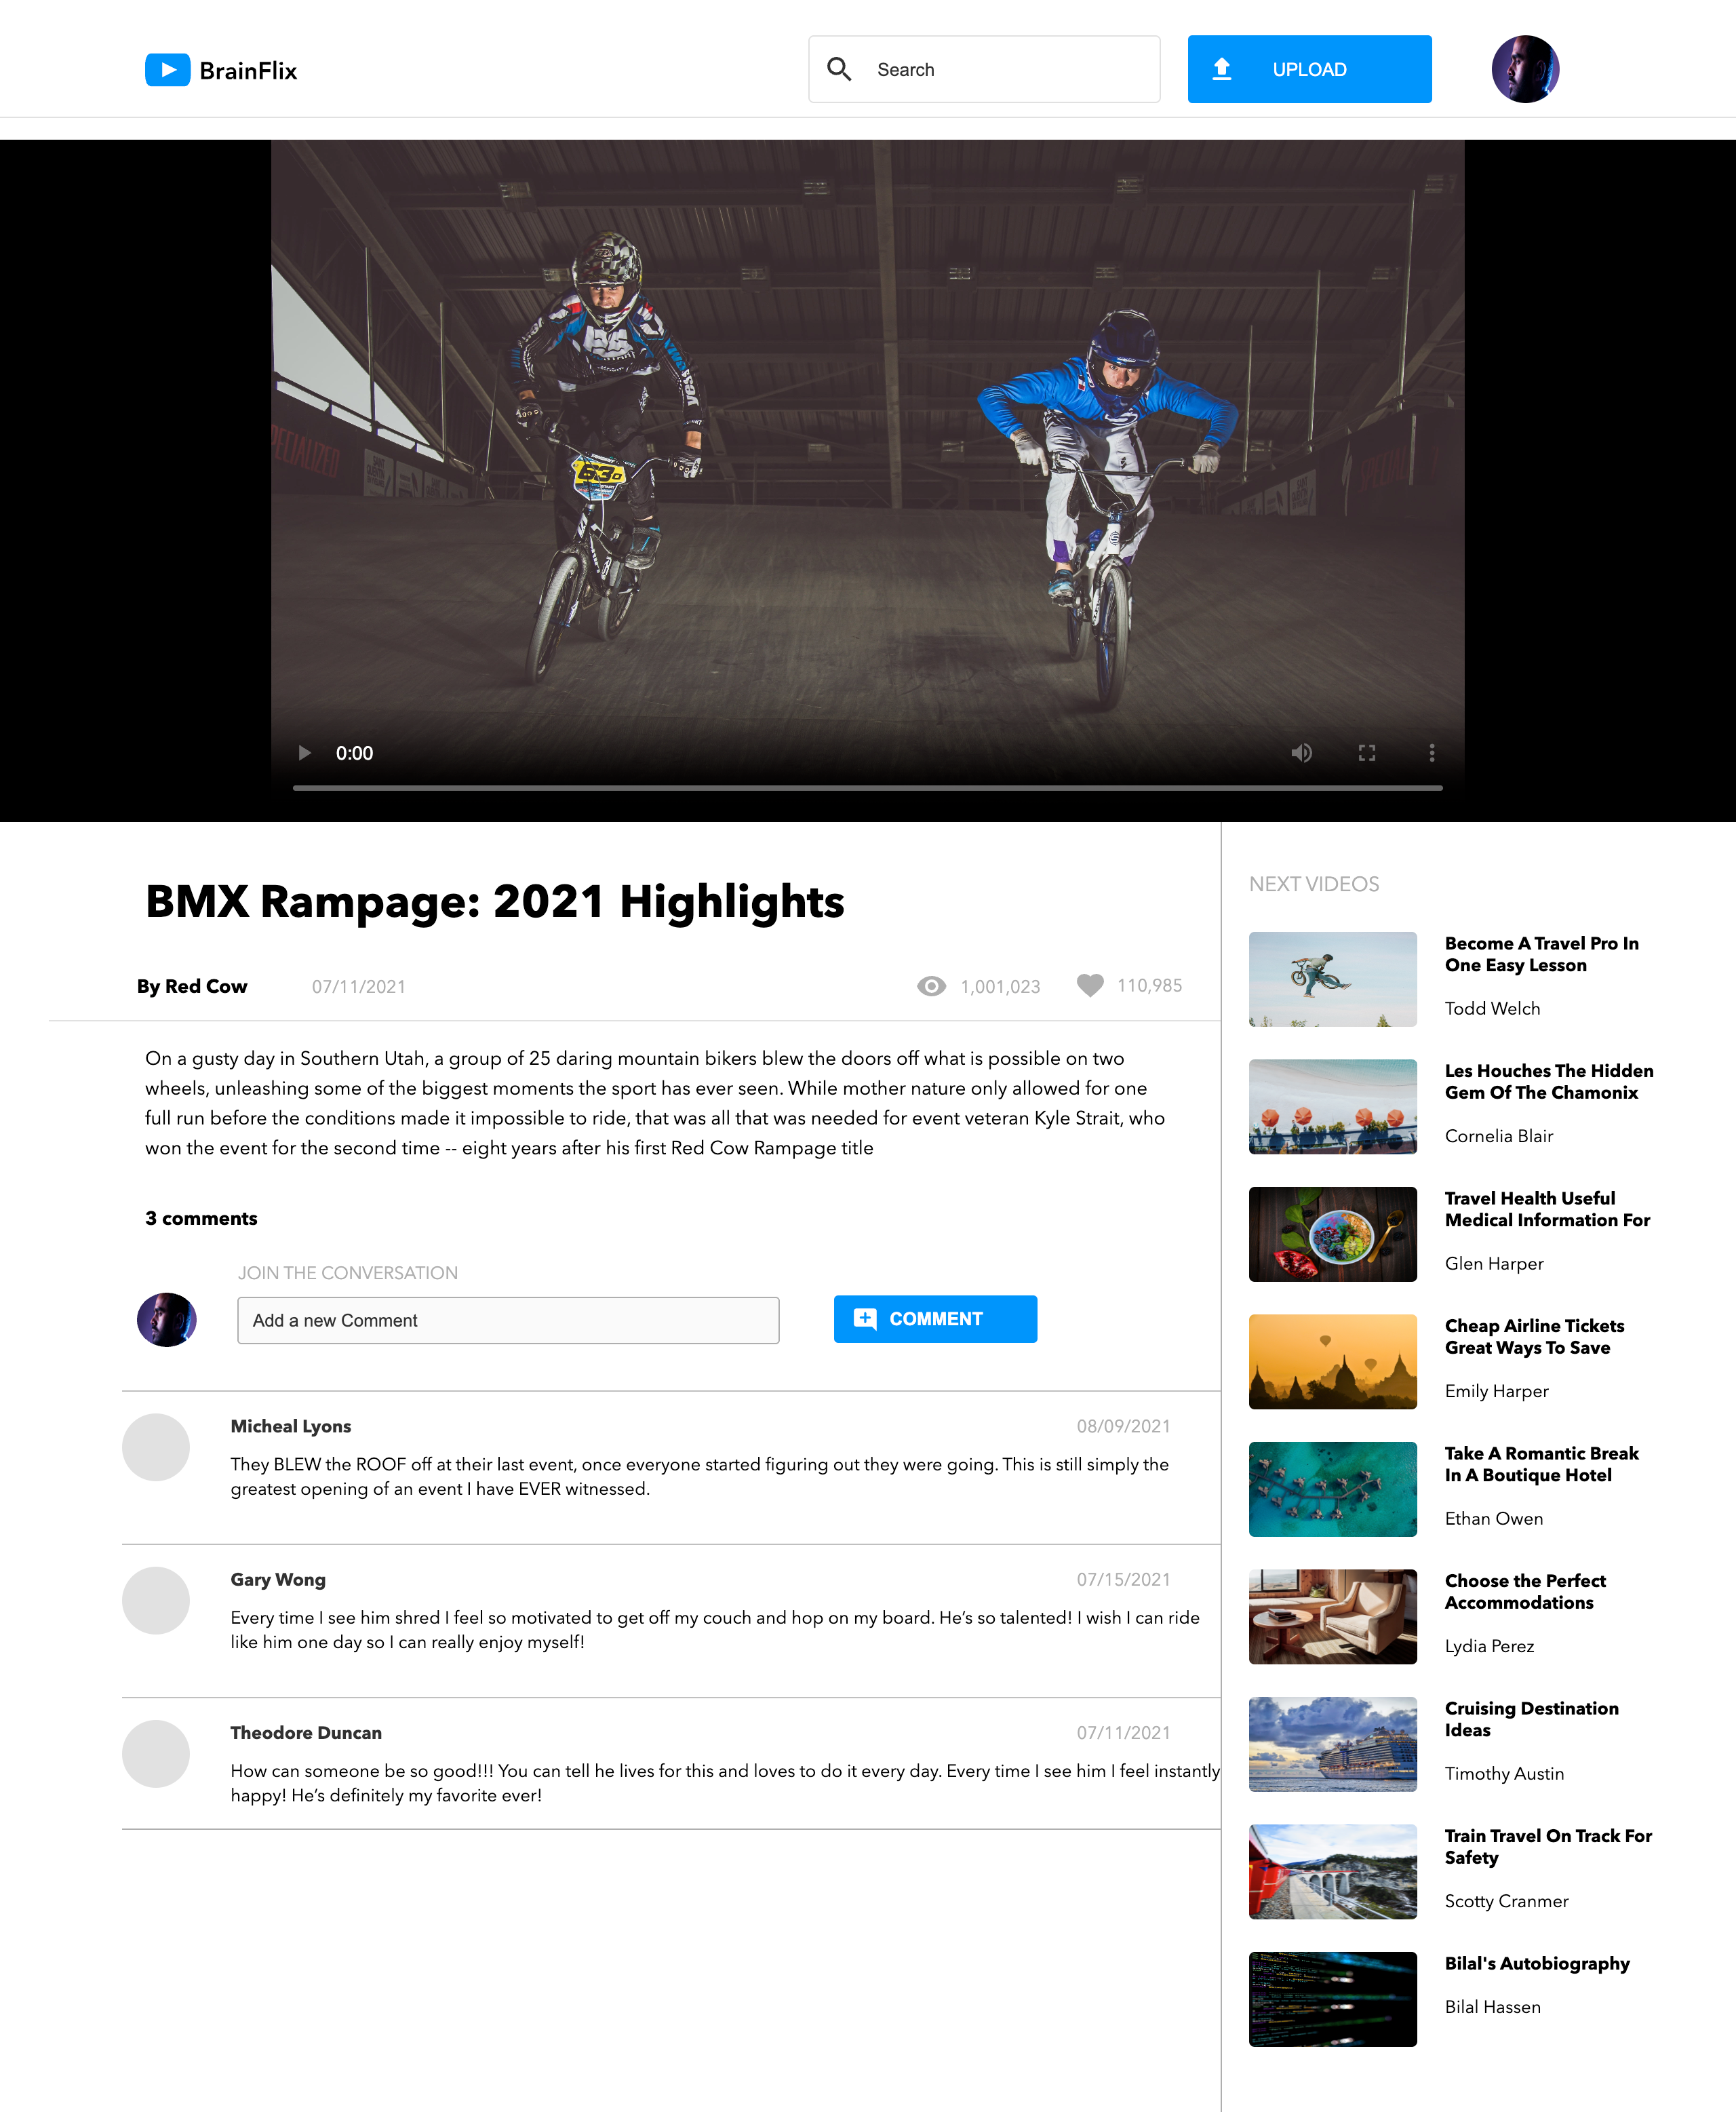 BrainFlix
Search
UPLOAD
SPECIALIZED
yess
630
0:00
BMX Rampage: 2021 Highlights
By Red Cow
07/11/2021
1,001,023
110,985
On a gusty day in Southern Utah, a group of 25 daring mountain bikers blew the doors off what is possible on two
wheels, unleashing some of the biggest moments the sport has ever seen. While mother nature only allowed for one
full run before the conditions made it impossible to ride, that was all that was needed for event veteran Kyle Strait, who
won the event for the second time -- eight years after his first Red Cow Rampage title
3 comments
JOIN THE CONVERSATION
Add a new Comment
COMMENT
Micheal Lyons
08/09/2021
They BLEW the ROOF off at their last event, once everyone started figuring out they were going. This is still simply the
greatest opening of an event I have EVER witnessed.
Gary Wong
07/15/2021
Every time I see him shred I feel so motivated to get off my couch and hop on my board. He’s so talented! I wish I can ride
like him one day so I can really enjoy myself!
Theodore Duncan
07/11/2021
How can someone be so good!!! You can tell he lives for this and loves to do it every day. Every time I see him I feel instantly
happy! He’s definitely my favorite ever!
NEXT VIDEOS
Become A Travel Pro In
One Easy Lesson
Todd Welch
Les Houches The Hidden
Gem Of The Chamonix
Cornelia Blair
Travel Health Useful
Medical Information For
Glen Harper
Cheap Airline Tickets
Great Ways To Save
Emily Harper
Take A Romantic Break
In A Boutique Hotel
Ethan Owen
Choose the Perfect
Accommodations
Lydia Perez
Cruising Destination
Ideas
Timothy Austin
Train Travel On Track For
Safety
Scotty Cranmer
Bilal's Autobiography
Bilal Hassen